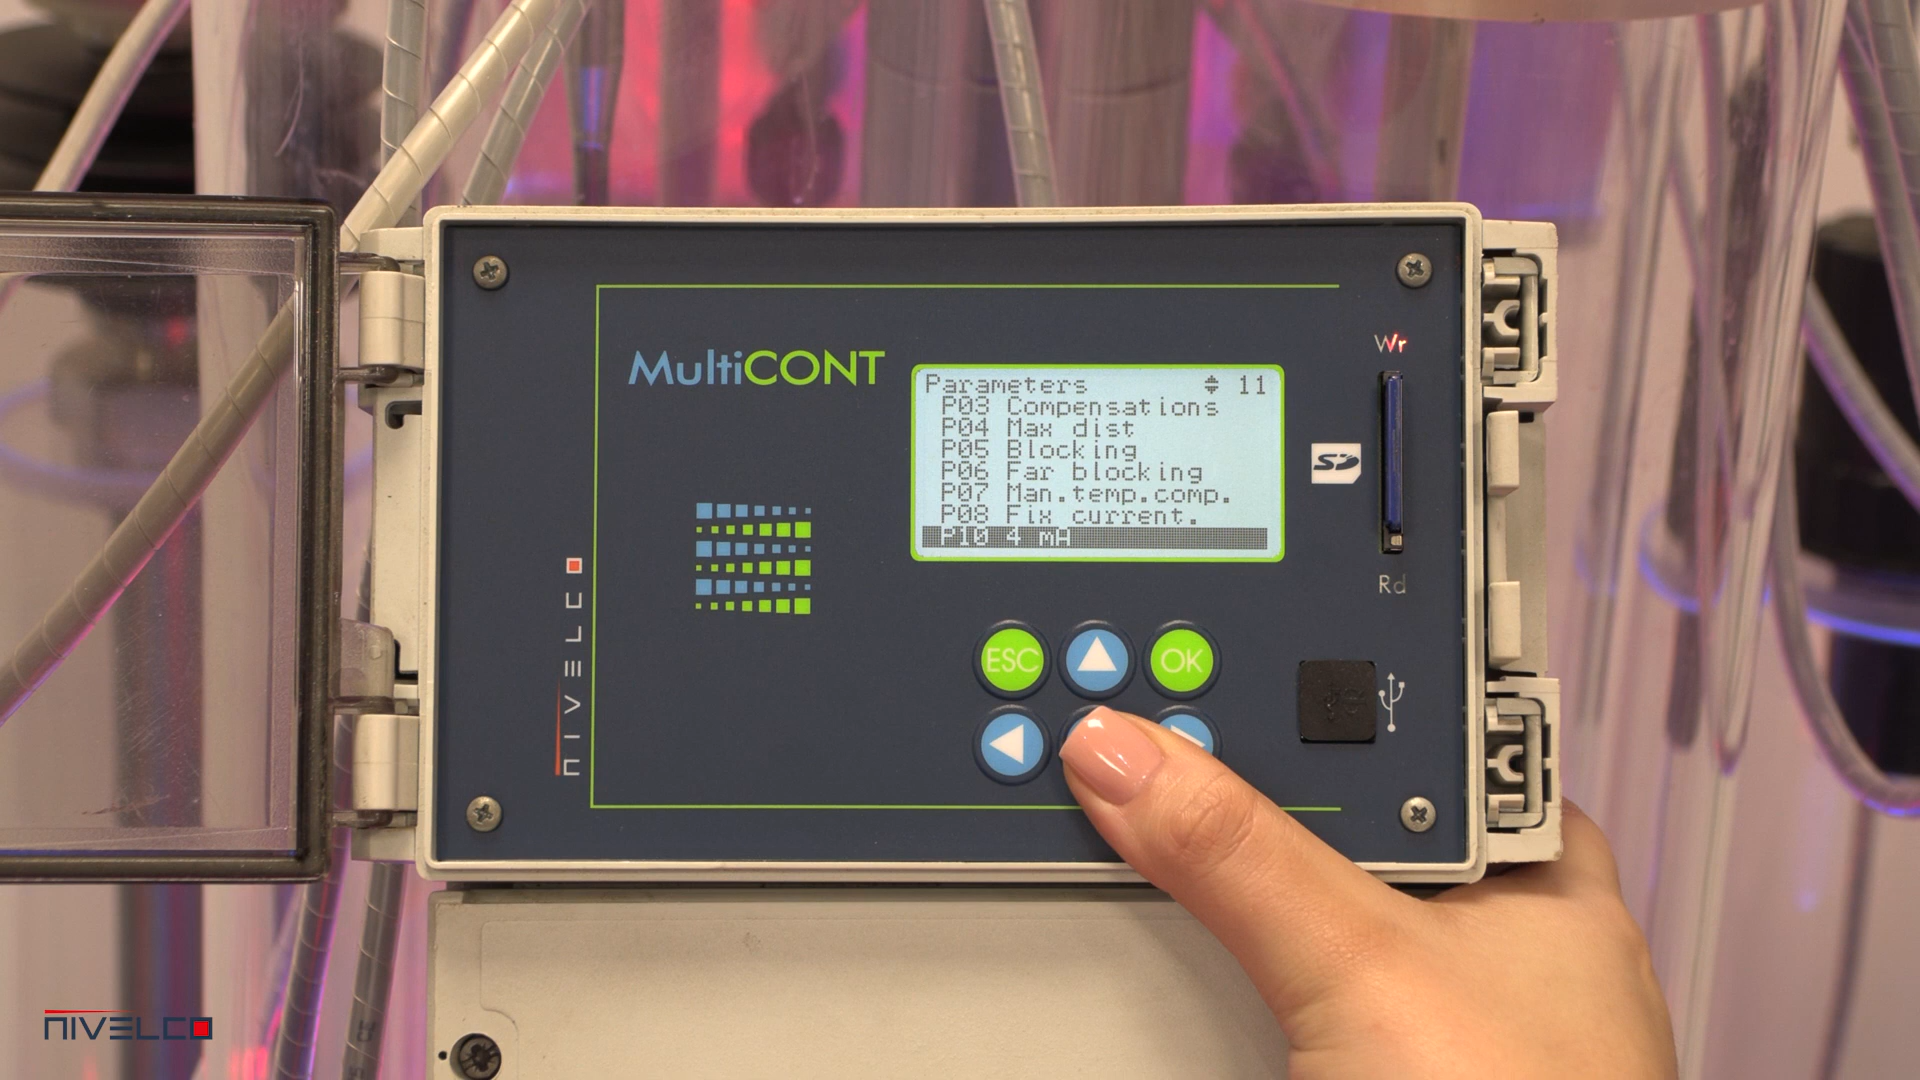 MultiCONT
Parameters 11
P03 Compensations
P04 Max dist
P05 Blocking
P06 Far blocking
P07 Man.temp.comp.
P08 Fix current.
P10 4 mA
Wr
SD
Rd
NIVELCO
ESC
OK
NIVELCO